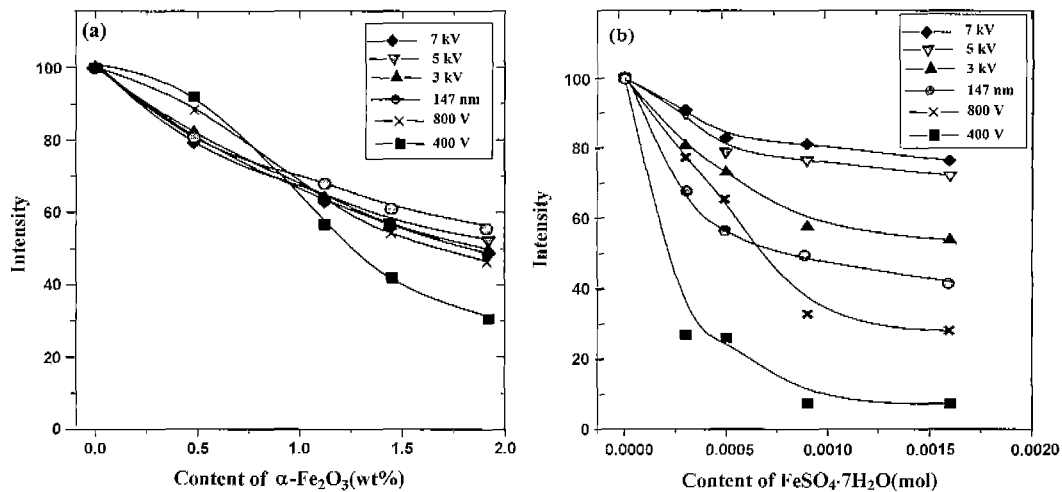 (a)
7 kV
5 kV
3 kV
147 nm
800 V
400 V
Intensity
100
80
60
40
20
0
0.0
0.5
1.0
1.5
2.0
Content of α-Fe₂O₃(wt%)
(b)
7 kV
5 kV
3 kV
147 nm
800 V
400 V
Intensity
100
80
60
40
20
0
0.0000
0.0005
0.0010
0.0015
0.0020
Content of FeSO₄·7H₂O(mol)